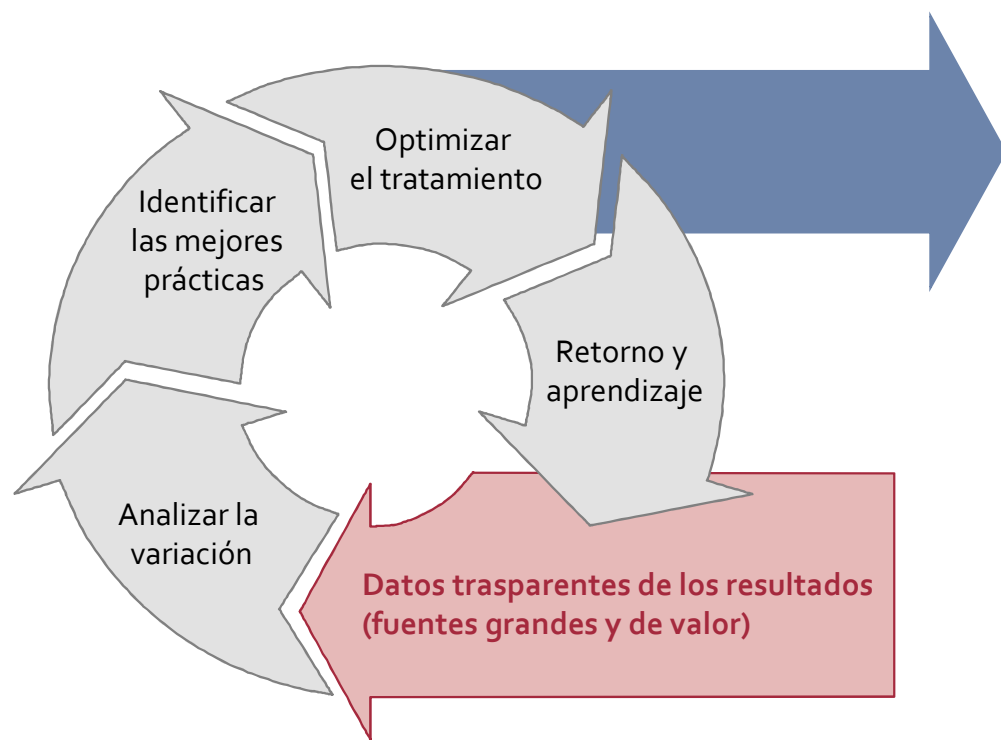 Optimizar
el tratamiento
Identificar
las mejores
prácticas
Retorno y
aprendizaje
Analizar la
variación
Datos trasparentes de los resultados
(fuentes grandes y de valor)